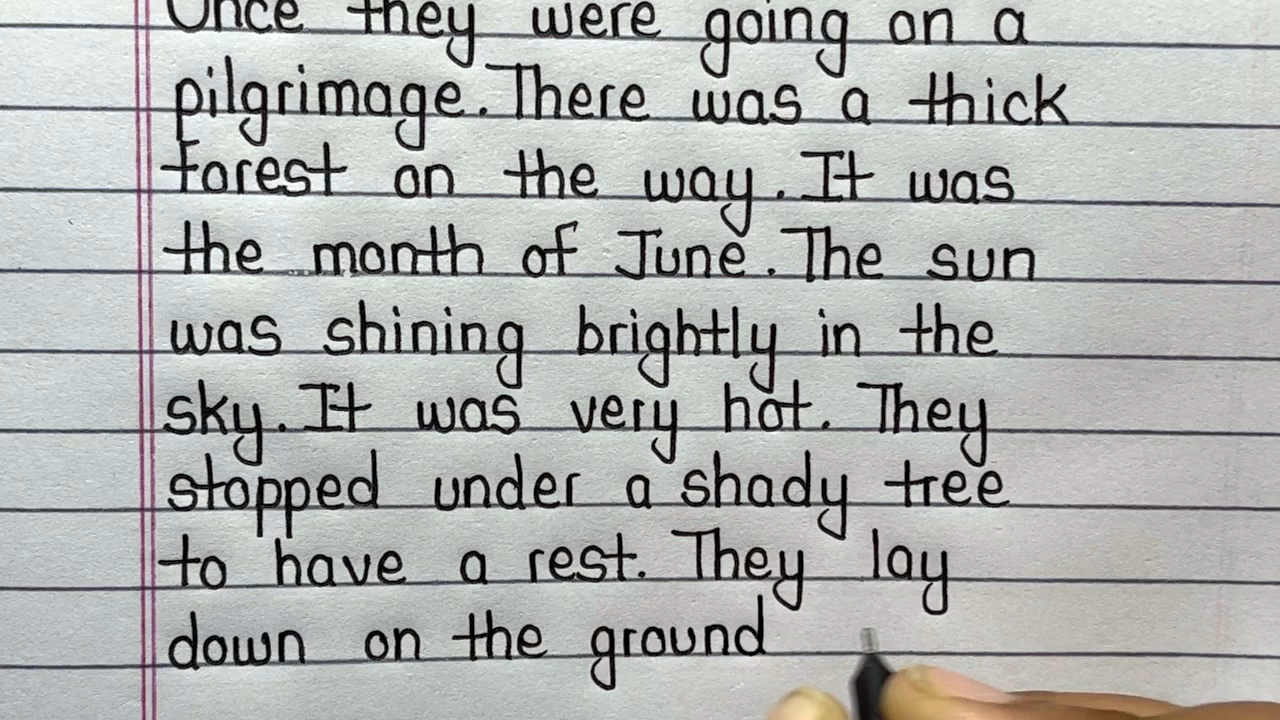 Once they were going on a
pilgrimage. There was a thick
forest on the way. It was
the month of June. The sun
was shining brightly in the
sky. It was very hot. They
stopped under a shady tree
to have a rest. They lay
down on the ground